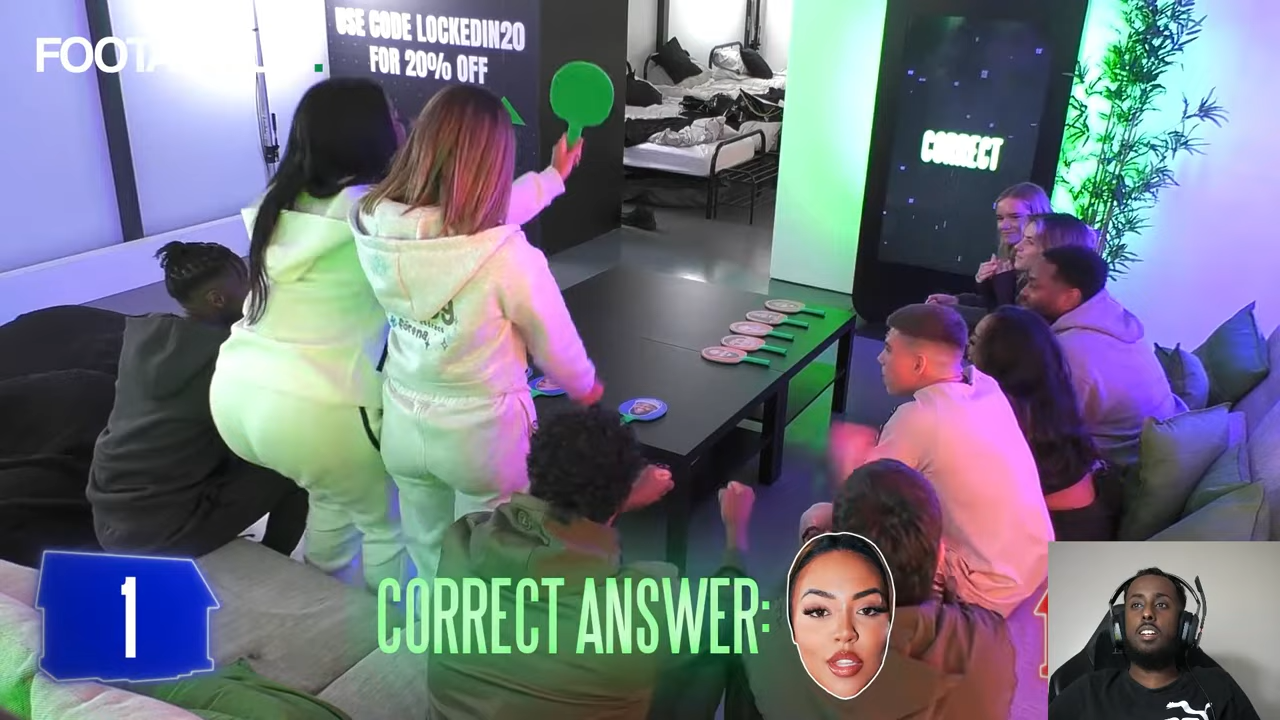 USE CODE LOCKEDIN20
FOR 20% OFF
CORRECT
1
CORRECT ANSWER: